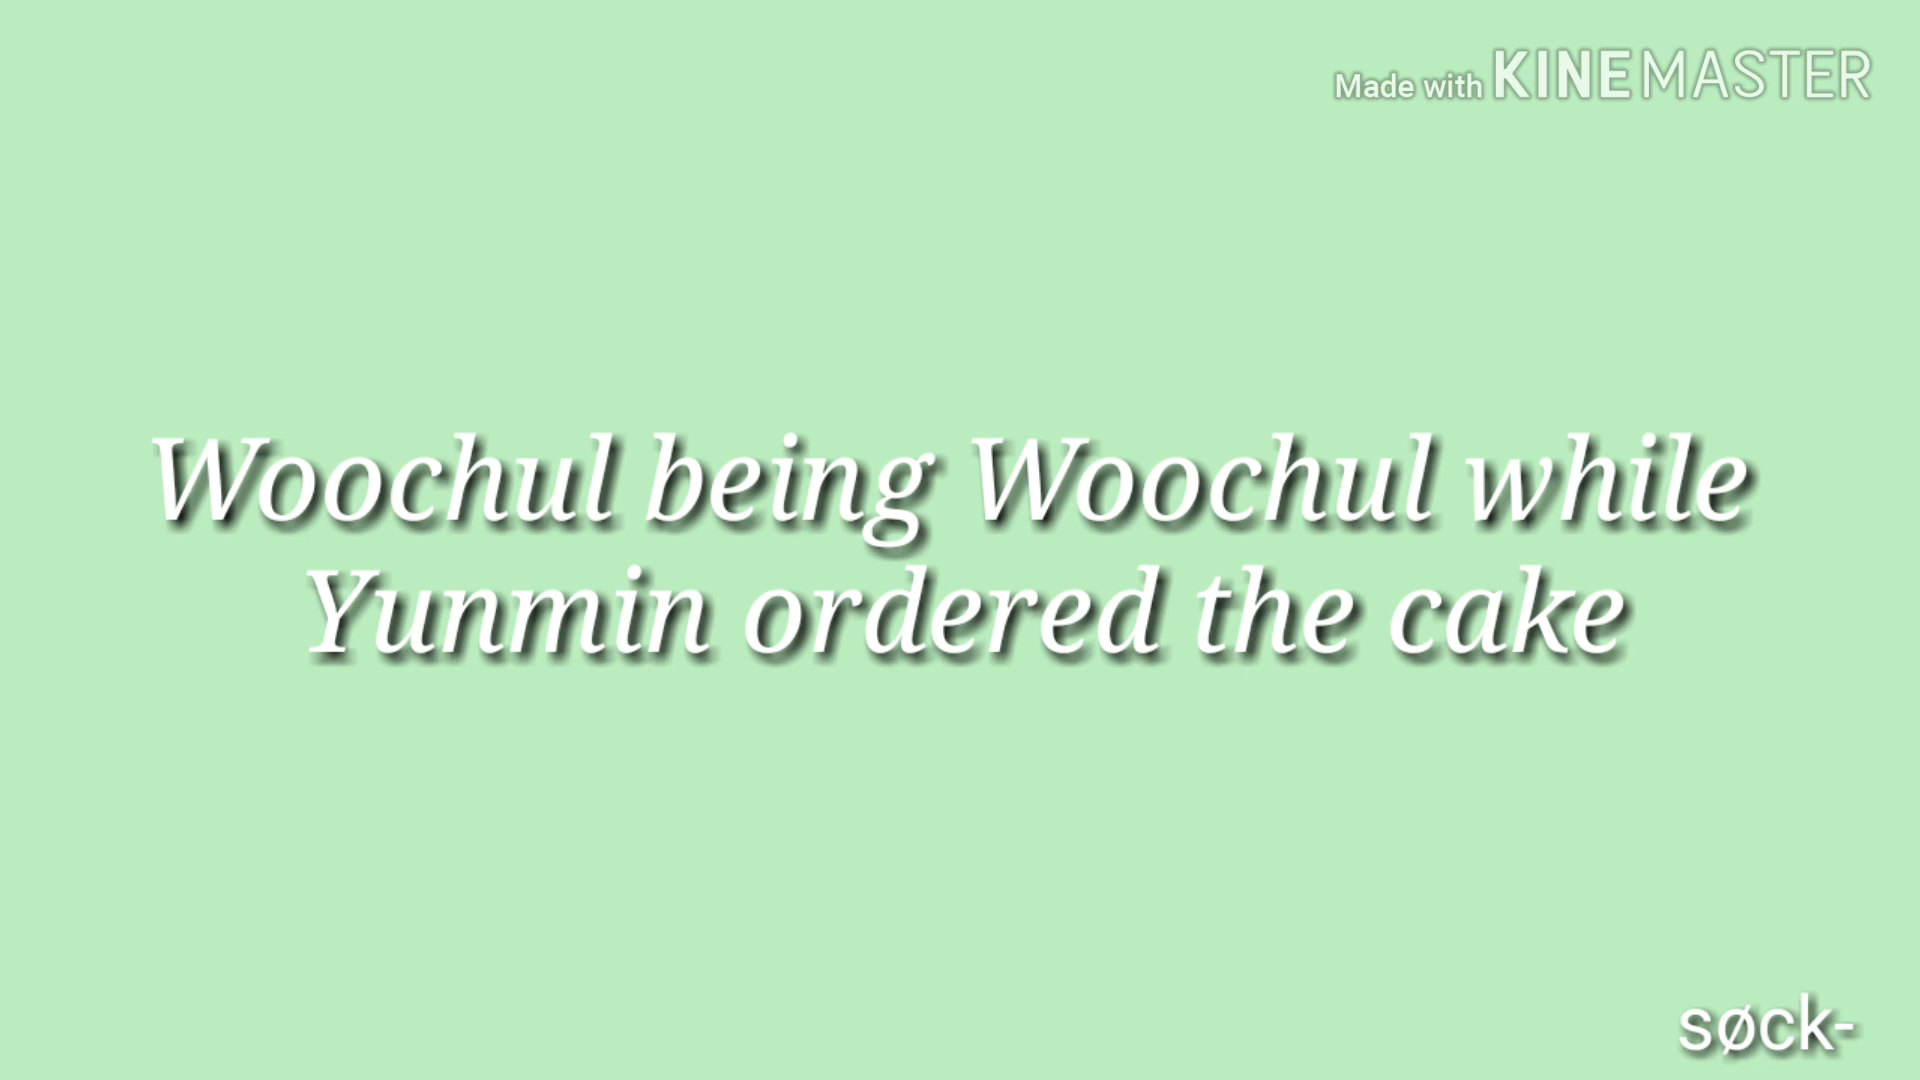 Made with KINEMASTER
Woochul being Woochul while
Yunmin ordered the cake
søck-